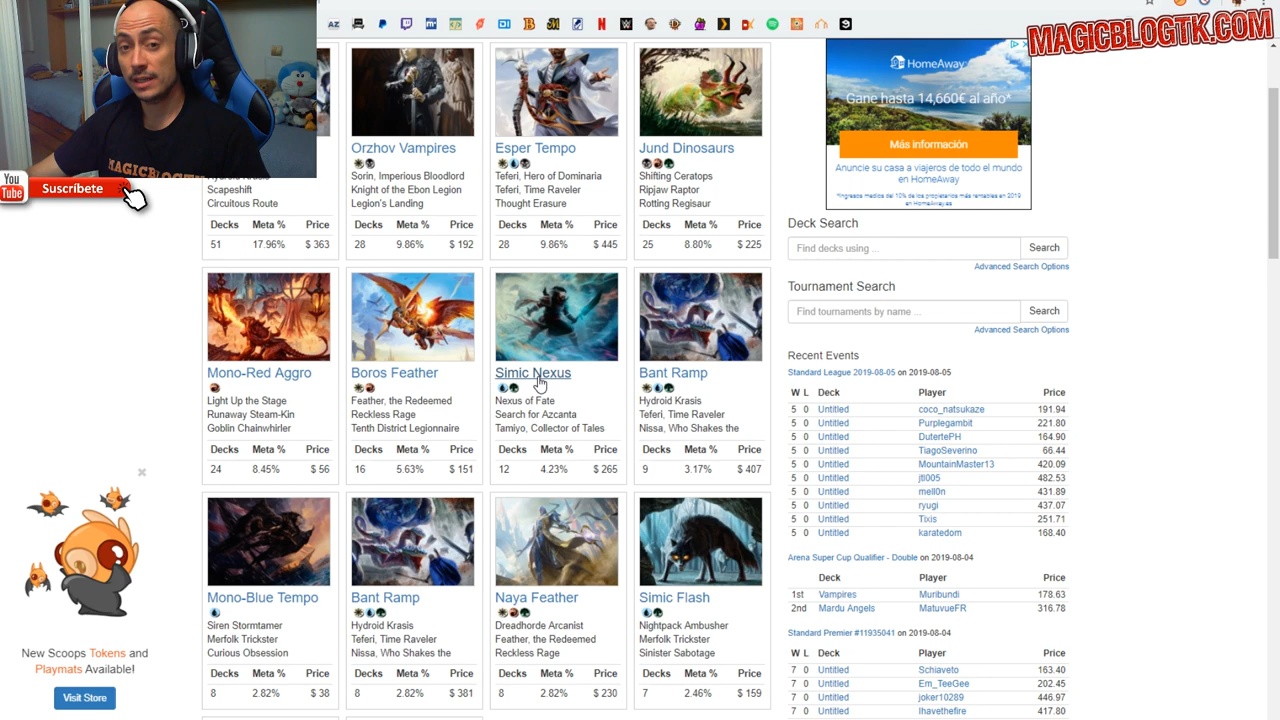 MAGICBLOGTK.COM
You
Tube
Suscríbete
MAGICBLOGTK
Scapeshift
Circuitous Route
Decks Meta % Price
51 17.96% $ 363
Orzhov Vampires
Sorin, Imperious Bloodlord
Knight of the Ebon Legion
Legion's Landing
Decks Meta % Price
28 9.86% $ 192
Esper Tempo
Teferi, Hero of Dominaria
Teferi, Time Raveler
Thought Erasure
Decks Meta % Price
28 9.86% $ 445
Jund Dinosaurs
Shifting Ceratops
Ripjaw Raptor
Rotting Regisaur
Decks Meta % Price
25 8.80% $ 225
Mono-Red Aggro
Light Up the Stage
Runaway Steam-Kin
Goblin Chainwhirler
Decks Meta % Price
24 8.45% $ 56
Boros Feather
Feather, the Redeemed
Reckless Rage
Tenth District Legionnaire
Decks Meta % Price
16 5.63% $ 151
Simic Nexus
Nexus of Fate
Search for Azcanta
Tamiyo, Collector of Tales
Decks Meta % Price
12 4.23% $ 265
Bant Ramp
Hydroid Krasis
Teferi, Time Raveler
Nissa, Who Shakes the
Decks Meta % Price
9 3.17% $ 407
Mono-Blue Tempo
Siren Stormtamer
Merfolk Trickster
Curious Obsession
Decks Meta % Price
8 2.82% $ 38
Bant Ramp
Hydroid Krasis
Teferi, Time Raveler
Nissa, Who Shakes the
Decks Meta % Price
8 2.82% $ 381
Naya Feather
Dreadhorde Arcanist
Feather, the Redeemed
Reckless Rage
Decks Meta % Price
8 2.82% $ 230
Simic Flash
Nightpack Ambusher
Merfolk Trickster
Sinister Sabotage
Decks Meta % Price
7 2.46% $ 159
HomeAway
Gane hasta 14,660€ al año*
Más información
Anuncie su casa a viajeros de todo el mundo
en HomeAway
*Ingresos medios del 10% de los propietarios más rentables en 2019
en HomeAway.es
Deck Search
Find decks using ... Search
Advanced Search Options
Tournament Search
Find tournaments by name ... Search
Advanced Search Options
Recent Events
Standard League 2019-08-05 on 2019-08-05
W L Deck Player Price
5 0 Untitled coco_natsukaze 191.94
5 0 Untitled Purplegambit 221.80
5 0 Untitled DutertePH 164.90
5 0 Untitled TiagoSeverino 66.44
5 0 Untitled MountainMaster13 420.09
5 0 Untitled jtl005 482.53
5 0 Untitled mell0n 431.89
5 0 Untitled ryugi 437.07
5 0 Untitled Tixis 251.71
5 0 Untitled karatedom 168.40
Arena Super Cup Qualifier - Double on 2019-08-04
Deck Player Price
1st Vampires Muribundi 178.63
2nd Mardu Angels MatuvueFR 316.78
Standard Premier #11935041 on 2019-08-04
W L Deck Player Price
7 0 Untitled Schiaveto 163.40
7 0 Untitled Em_TeeGee 202.45
7 0 Untitled joker10289 446.97
7 0 Untitled Ihavethefire 417.80
New Scoops Tokens and
Playmats Available!
Visit Store